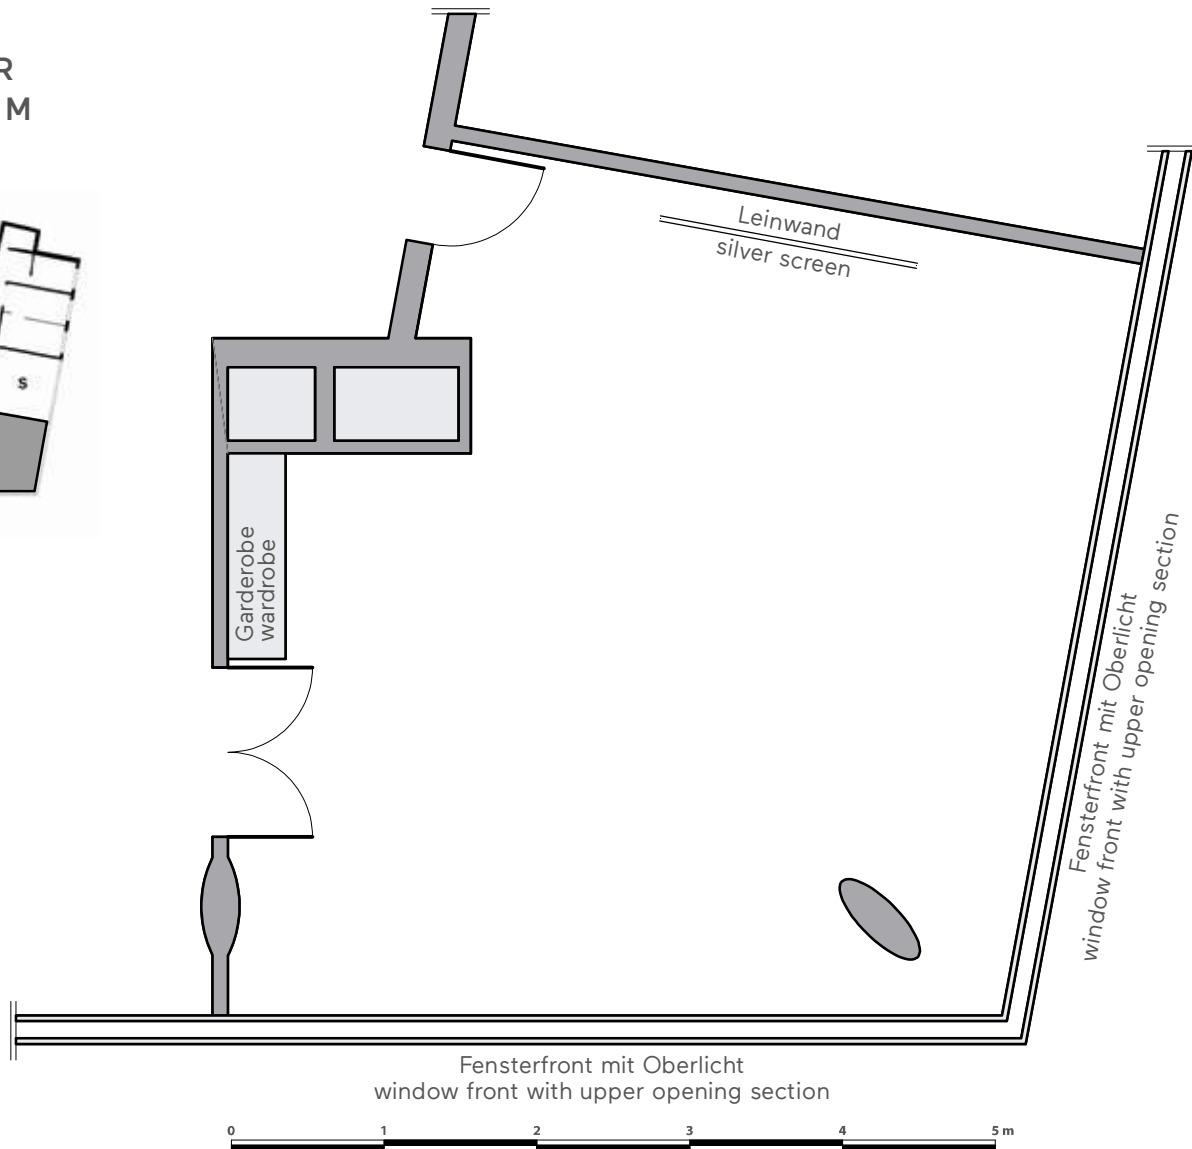 R
M
S
Leinwand
silver screen
Garderobe
wardrobe
Fensterfront mit Oberlicht
window front with upper opening section
Fensterfront mit Oberlicht
window front with upper opening section
0 1 2 3 4 5 m